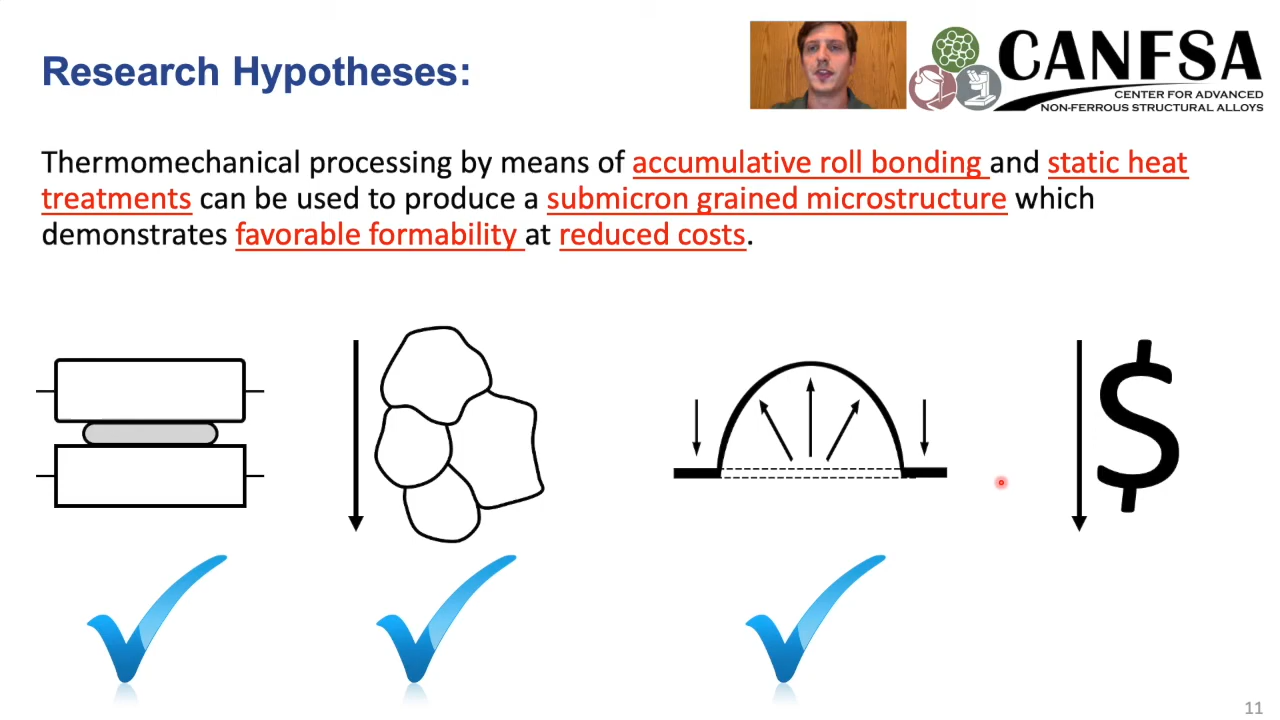 Research Hypotheses:
CANFSA
CENTER FOR ADVANCED
NON-FERROUS STRUCTURAL ALLOYS
Thermomechanical processing by means of accumulative roll bonding and static heat
treatments can be used to produce a submicron grained microstructure which
demonstrates favorable formability at reduced costs.
$
11